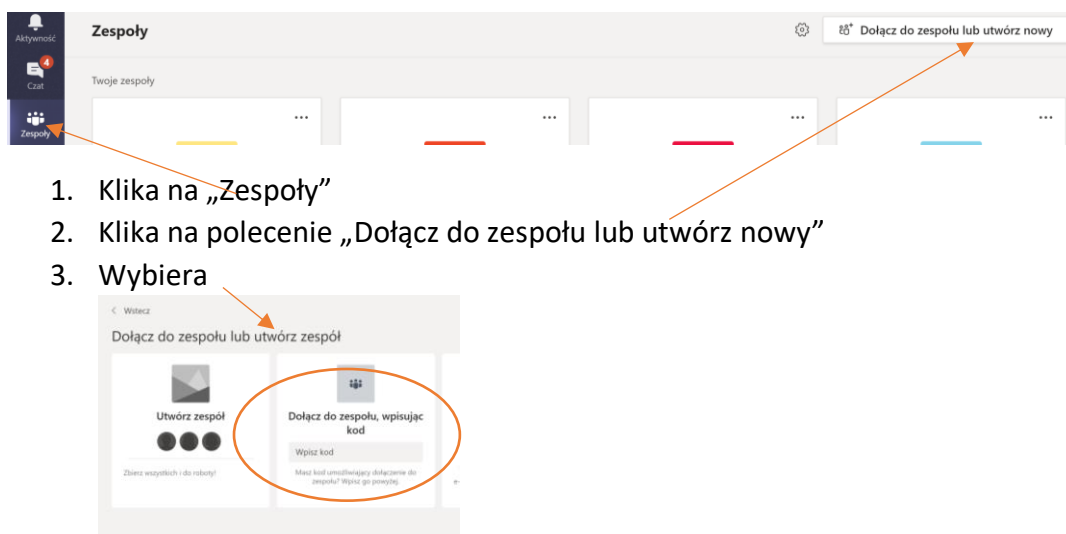 Aktywność
Zespoły
Dołącz do zespołu lub utwórz nowy
4
Czat
Twoje zespoły
Zespoły
1. Klika na „Zespoły”
2. Klika na polecenie „Dołącz do zespołu lub utwórz nowy”
3. Wybiera
< Wstecz
Dołącz do zespołu lub utwórz zespół
Utwórz zespół
Dołącz do zespołu, wpisując
kod
Wpisz kod
Zbierz wszystkich i do roboty!
Masz kod umożliwiający dołączenie do
zespołu? Wpisz go powyżej.